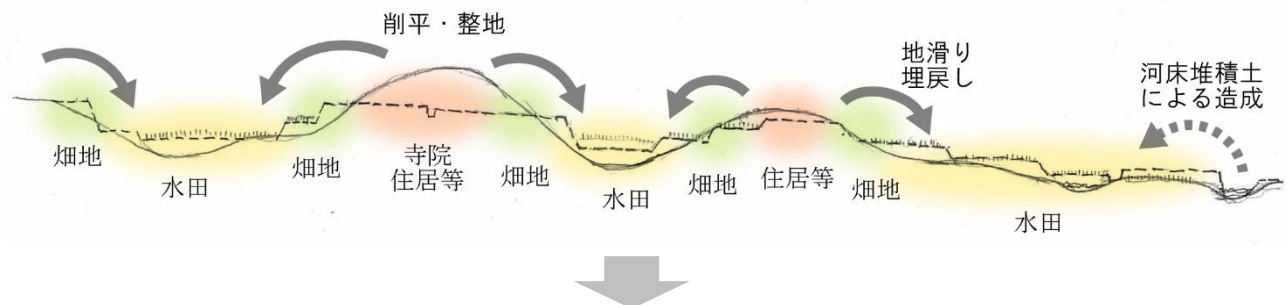 削平・整地
地滑り
埋戻し
河床堆積土
による造成
畑地
水田
畑地
寺院
住居等
畑地
水田
畑地
住居等
畑地
水田